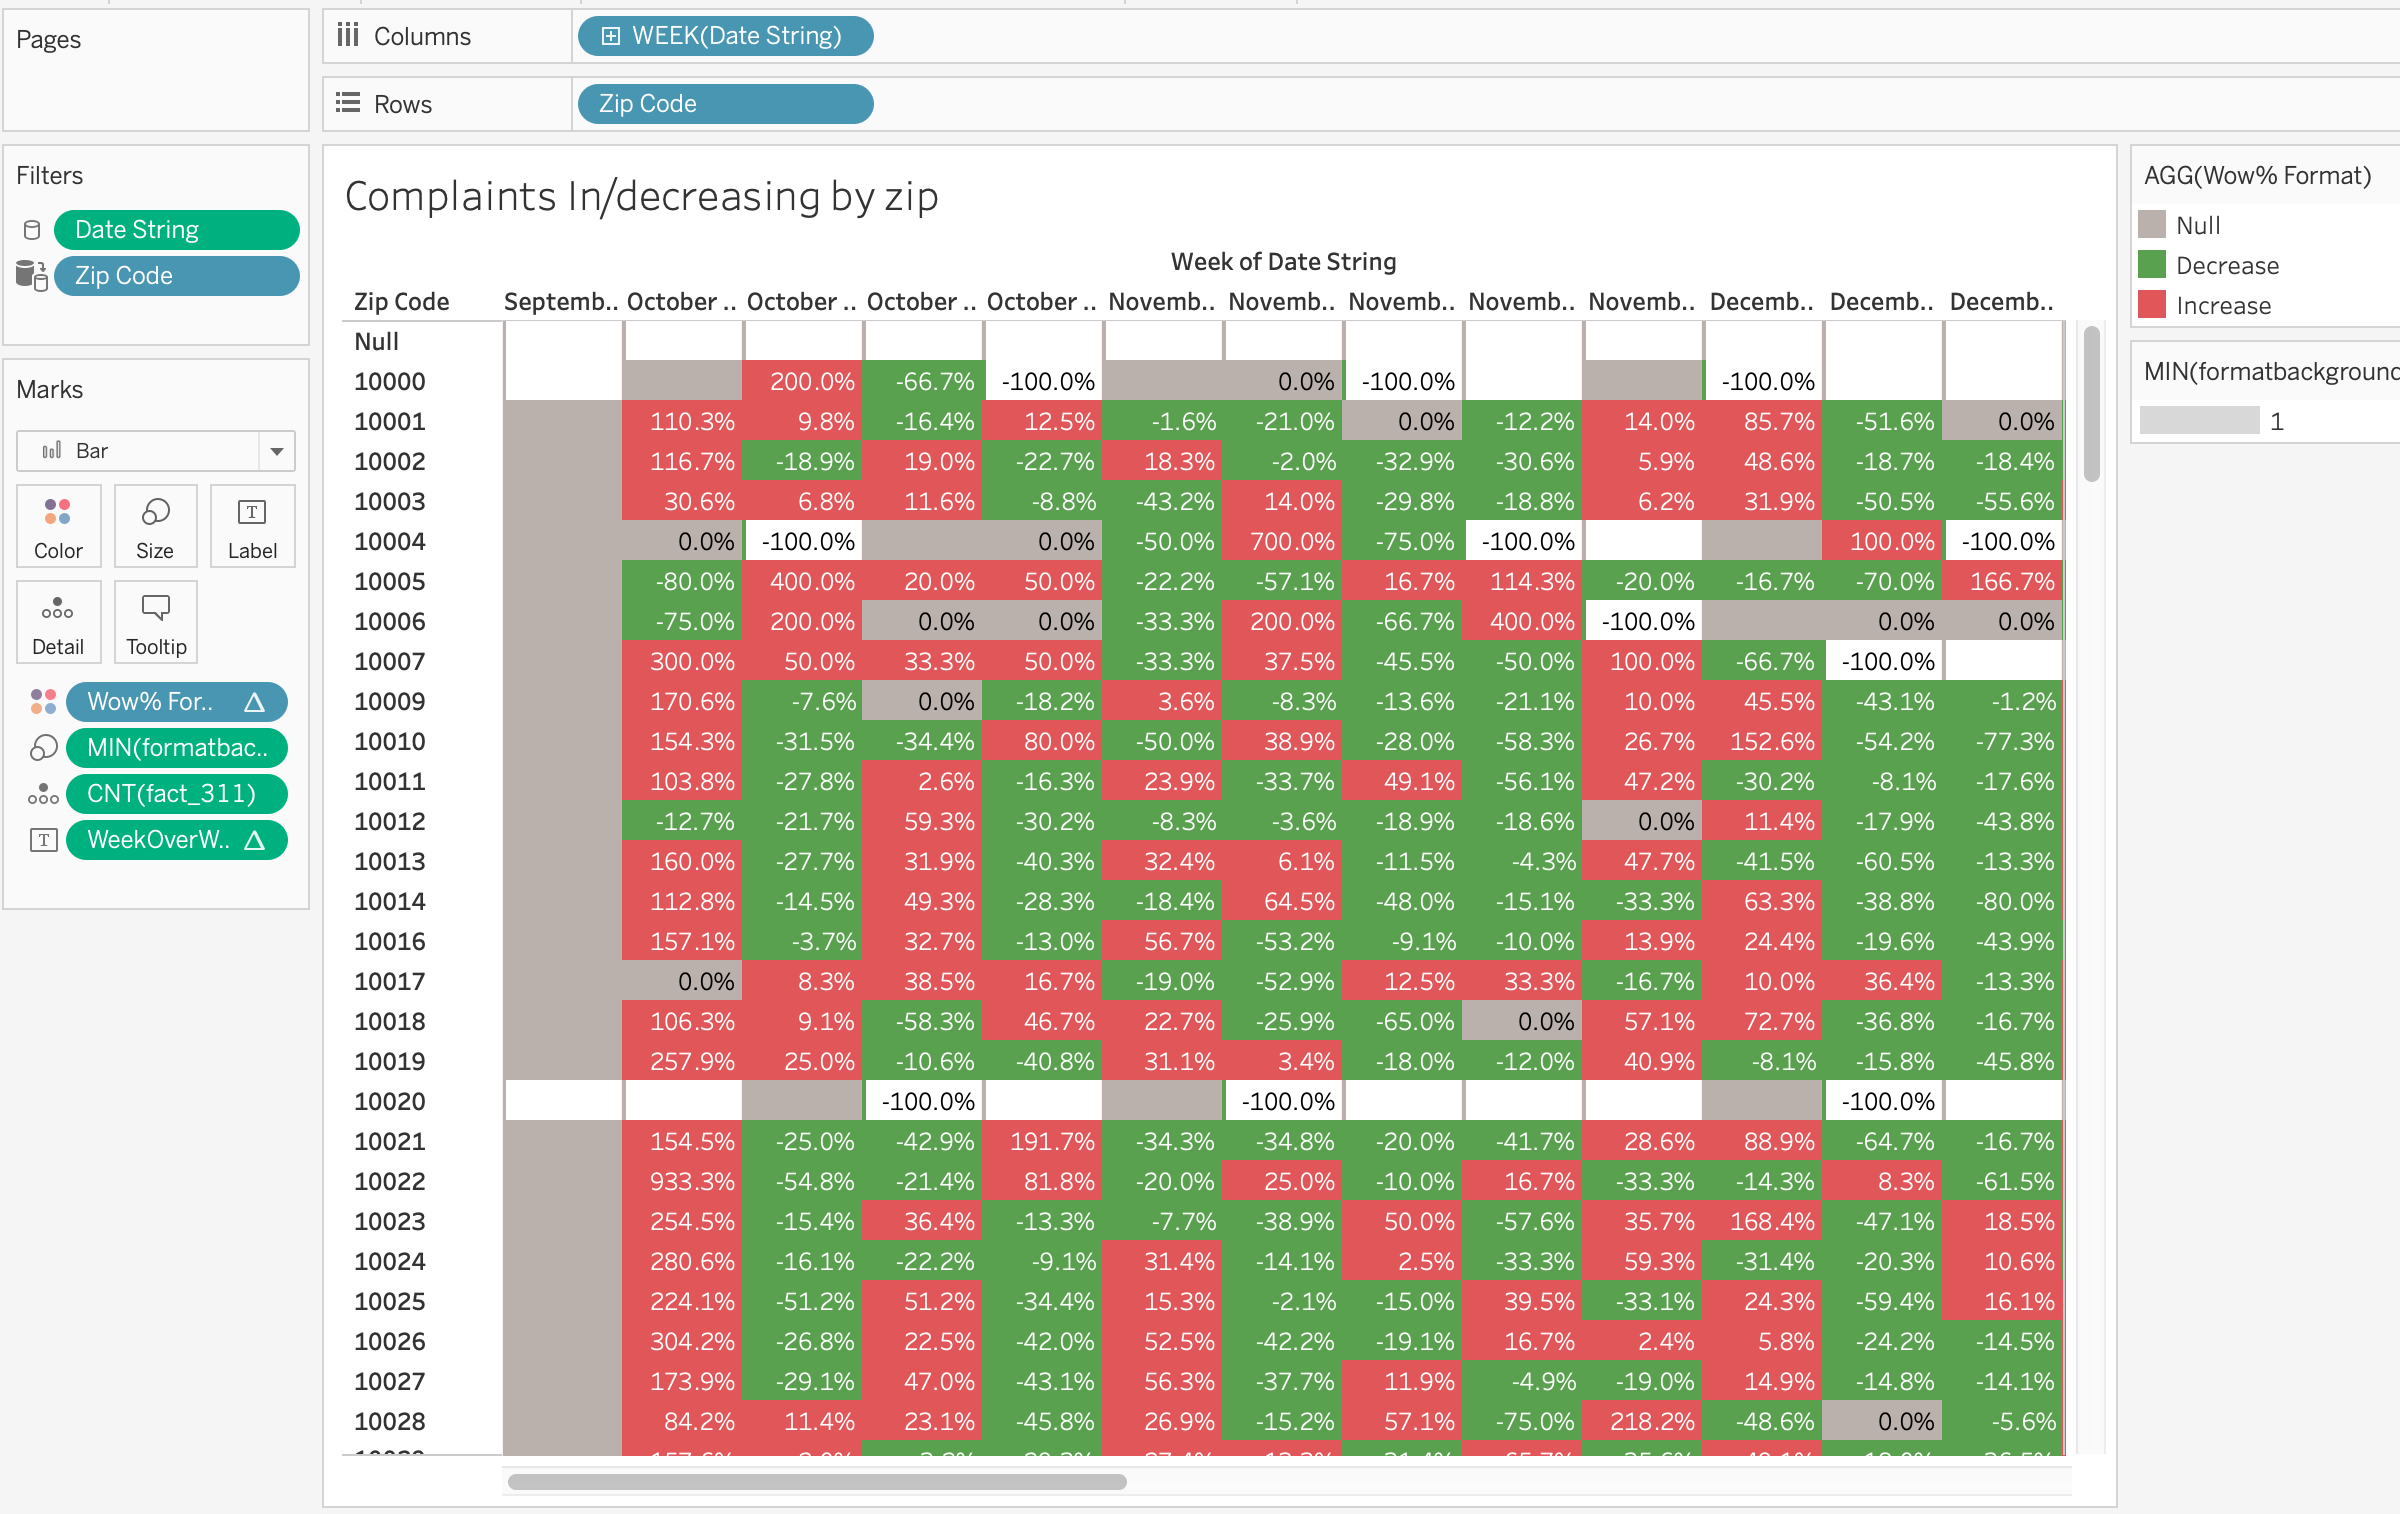 Pages
Columns
WEEK(Date String)
Rows
Zip Code
Filters
Date String
Zip Code
Marks
Bar
Color Size Label
Detail Tooltip
Wow% For..
MIN(formatbac..
CNT(fact_311)
WeekOverW..
Complaints In/decreasing by zip
Week of Date String
Zip Code Septemb.. October .. October .. October .. October .. Novemb.. Novemb.. Novemb.. Novemb.. Novemb.. Decemb.. Decemb.. Decemb..
Null
10000 200.0% -66.7% -100.0% 0.0% -100.0% -100.0%
10001 110.3% 9.8% -16.4% 12.5% -1.6% -21.0% 0.0% -12.2% 14.0% 85.7% -51.6% 0.0%
10002 116.7% -18.9% 19.0% -22.7% 18.3% -2.0% -32.9% -30.6% 5.9% 48.6% -18.7% -18.4%
10003 30.6% 6.8% 11.6% -8.8% -43.2% 14.0% -29.8% -18.8% 6.2% 31.9% -50.5% -55.6%
10004 0.0% -100.0% 0.0% -50.0% 700.0% -75.0% -100.0% 100.0% -100.0%
10005 -80.0% 400.0% 20.0% 50.0% -22.2% -57.1% 16.7% 114.3% -20.0% -16.7% -70.0% 166.7%
10006 -75.0% 200.0% 0.0% 0.0% -33.3% 200.0% -66.7% 400.0% -100.0% 0.0% 0.0%
10007 300.0% 50.0% 33.3% 50.0% -33.3% 37.5% -45.5% -50.0% 100.0% -66.7% -100.0%
10009 170.6% -7.6% 0.0% -18.2% 3.6% -8.3% -13.6% -21.1% 10.0% 45.5% -43.1% -1.2%
10010 154.3% -31.5% -34.4% 80.0% -50.0% 38.9% -28.0% -58.3% 26.7% 152.6% -54.2% -77.3%
10011 103.8% -27.8% 2.6% -16.3% 23.9% -33.7% 49.1% -56.1% 47.2% -30.2% -8.1% -17.6%
10012 -12.7% -21.7% 59.3% -30.2% -8.3% -3.6% -18.9% -18.6% 0.0% 11.4% -17.9% -43.8%
10013 160.0% -27.7% 31.9% -40.3% 32.4% 6.1% -11.5% -4.3% 47.7% -41.5% -60.5% -13.3%
10014 112.8% -14.5% 49.3% -28.3% -18.4% 64.5% -48.0% -15.1% -33.3% 63.3% -38.8% -80.0%
10016 157.1% -3.7% 32.7% -13.0% 56.7% -53.2% -9.1% -10.0% 13.9% 24.4% -19.6% -43.9%
10017 0.0% 8.3% 38.5% 16.7% -19.0% -52.9% 12.5% 33.3% -16.7% 10.0% 36.4% -13.3%
10018 106.3% 9.1% -58.3% 46.7% 22.7% -25.9% -65.0% 0.0% 57.1% 72.7% -36.8% -16.7%
10019 257.9% 25.0% -10.6% -40.8% 31.1% 3.4% -18.0% -12.0% 40.9% -8.1% -15.8% -45.8%
10020 -100.0% -100.0% -100.0%
10021 154.5% -25.0% -42.9% 191.7% -34.3% -34.8% -20.0% -41.7% 28.6% 88.9% -64.7% -16.7%
10022 933.3% -54.8% -21.4% 81.8% -20.0% 25.0% -10.0% 16.7% -33.3% -14.3% 8.3% -61.5%
10023 254.5% -15.4% 36.4% -13.3% -7.7% -38.9% 50.0% -57.6% 35.7% 168.4% -47.1% 18.5%
10024 280.6% -16.1% -22.2% -9.1% 31.4% -14.1% 2.5% -33.3% 59.3% -31.4% -20.3% 10.6%
10025 224.1% -51.2% 51.2% -34.4% 15.3% -2.1% -15.0% 39.5% -33.1% 24.3% -59.4% 16.1%
10026 304.2% -26.8% 22.5% -42.0% 52.5% -42.2% -19.1% 16.7% 2.4% 5.8% -24.2% -14.5%
10027 173.9% -29.1% 47.0% -43.1% 56.3% -37.7% 11.9% -4.9% -19.0% 14.9% -14.8% -14.1%
10028 84.2% 11.4% 23.1% -45.8% 26.9% -15.2% 57.1% -75.0% 218.2% -48.6% 0.0% -5.6%
AGG(Wow% Format)
Null
Decrease
Increase
MIN(formatbackground
1